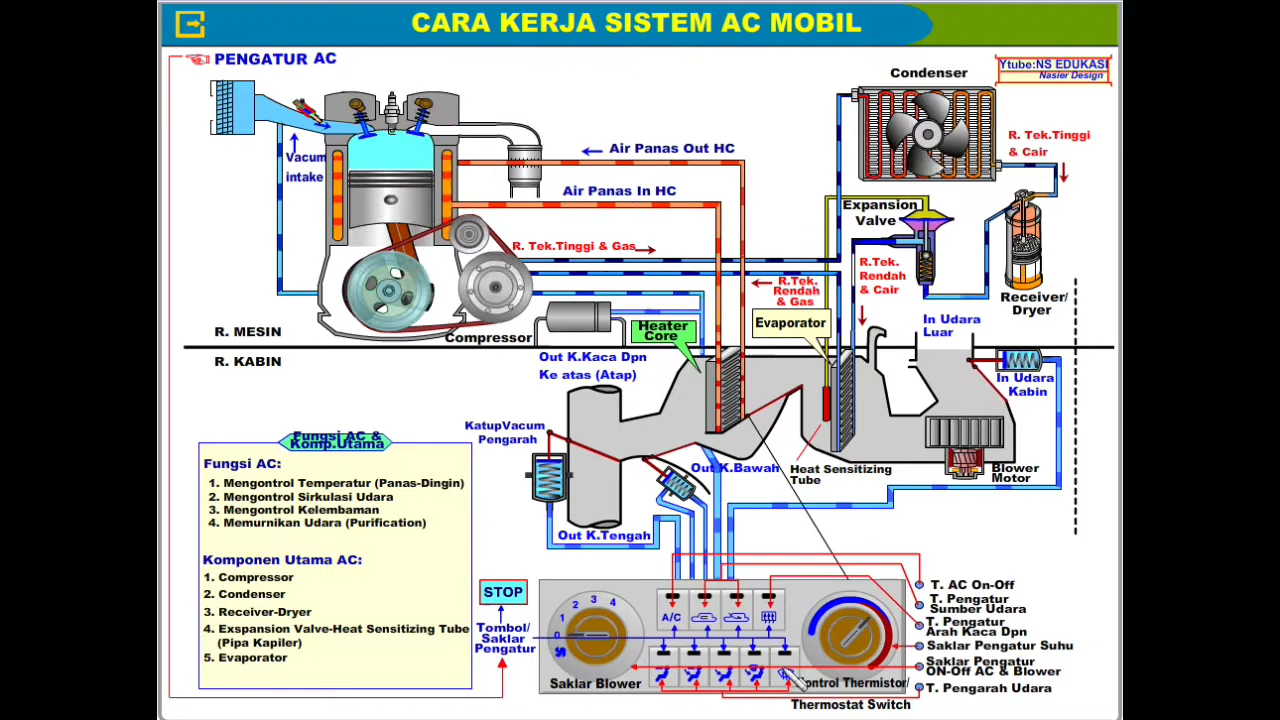 CARA KERJA SISTEM AC MOBIL
PENGATUR AC
Ytube:NS EDUKASI
Nasier Design
Condenser
R. Tek.Tinggi
& Cair
Vacum
intake
Air Panas Out HC
Air Panas In HC
Expansion
Valve
R. Tek.Tinggi & Gas
R.Tek.
Rendah
& Gas
R.Tek.
Rendah
& Cair
Receiver/
Dryer
R. MESIN
Compressor
Heater
Core
Evaporator
In Udara
Luar
R. KABIN
Out K.Kaca Dpn
Ke atas (Atap)
In Udara
Kabin
KatupVacum
Pengarah
Out K.Bawah
Heat Sensitizing
Tube
Blower
Motor
Out K.Tengah
Fungsi AC &
Komp.Utama
Fungsi AC:
1. Mengontrol Temperatur (Panas-Dingin)
2. Mengontrol Sirkulasi Udara
3. Mengontrol Kelembaman
4. Memurnikan Udara (Purification)
Komponen Utama AC:
1. Compressor
2. Condenser
3. Receiver-Dryer
4. Exspansion Valve-Heat Sensitizing Tube
(Pipa Kapiler)
5. Evaporator
STOP
Tombol/
Saklar
Pengatur
0
1
2
3
4
A/C
Saklar Blower
Kontrol Thermistor/
Thermostat Switch
T. AC On-Off
T. Pengatur
Sumber Udara
T. Pengatur
Arah Kaca Dpn
Saklar Pengatur Suhu
Saklar Pengatur
ON-Off AC & Blower
T. Pengarah Udara